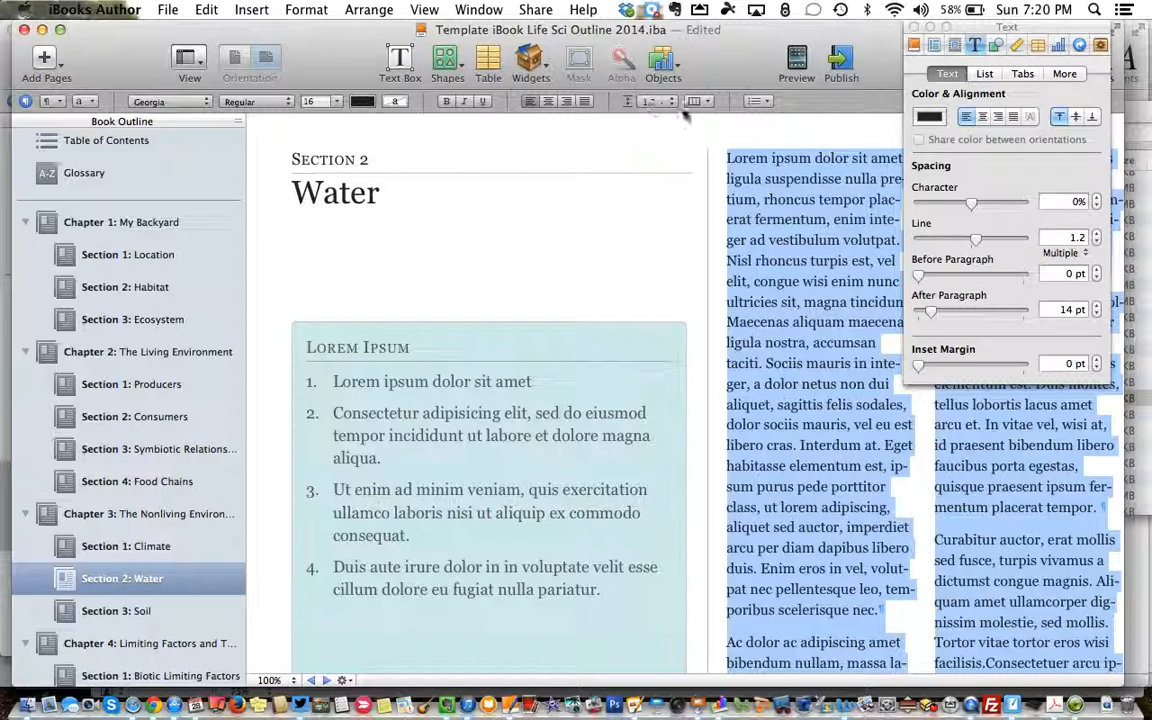 iBooks Author File Edit Insert Format Arrange View Window Share Help 58% Sun 7:20 PM
Template iBook Life Sci Outline 2014.iba — Edited
Text
Add Pages View Orientation Text Box Shapes Table Widgets Mask Alpha Objects Preview Publish
Text List Tabs More
Georgia Regular 16 B I U
Color & Alignment
Share color between orientations
Spacing
Character
0%
Line
1.2
Multiple
Before Paragraph
0 pt
After Paragraph
14 pt
Inset Margin
0 pt
Book Outline
Table of Contents
A-Z Glossary
Chapter 1: My Backyard
Section 1: Location
Section 2: Habitat
Section 3: Ecosystem
Chapter 2: The Living Environment
Section 1: Producers
Section 2: Consumers
Section 3: Symbiotic Relations...
Section 4: Food Chains
Chapter 3: The Nonliving Environ...
Section 1: Climate
Section 2: Water
Section 3: Soil
Chapter 4: Limiting Factors and T...
Section 1: Biotic Limiting Factors
Section 2
Water
Lorem Ipsum
1. Lorem ipsum dolor sit amet
2. Consectetur adipisicing elit, sed do eiusmod
tempor incididunt ut labore et dolore magna
aliqua.
3. Ut enim ad minim veniam, quis exercitation
ullamco laboris nisi ut aliquip ex commodo
consequat.
4. Duis aute irure dolor in in voluptate velit esse
cillum dolore eu fugiat nulla pariatur.
Lorem ipsum dolor sit amet
ligula suspendisse nulla pre-
tium, rhoncus tempor plac-
erat fermentum, enim inte-
ger ad vestibulum volutpat.
Nisl rhoncus turpis est, vel
elit, congue wisi enim nunc
ultricies sit, magna tincidun
Maecenas aliquam maecen
ligula nostra, accumsan
taciti. Sociis mauris in inte-
ger, a dolor netus non dui
aliquet, sagittis felis sodales,
dolor sociis mauris, vel eu est
libero cras. Interdum at. Eget
habitasse elementum est, ip-
sum purus pede porttitor
class, ut lorem adipiscing,
aliquet sed auctor, imperdiet
arcu per diam dapibus libero
duis. Enim eros in vel, volut-
pat nec pellentesque leo, tem-
poribus scelerisque nec.
Ac dolor ac adipiscing amet
bibendum nullam, massa la-
elementum est. Duis montes,
tellus lobortis lacus amet
arcu et. In vitae tortor, wisi at,
id praesent bibendum libero
faucibus porta egestas,
quisque praesent ipsum fer-
mentum placerat tempor.
Curabitur auctor, erat mollis
sed fusce, turpis vivamus a
dictumst congue magna. Ali-
quam amet ullamcorper dig-
nissim molestie, sed mollis.
Tortor vitae tortor eros wisi
facilisis.Consectetuer arcu ip-
100%